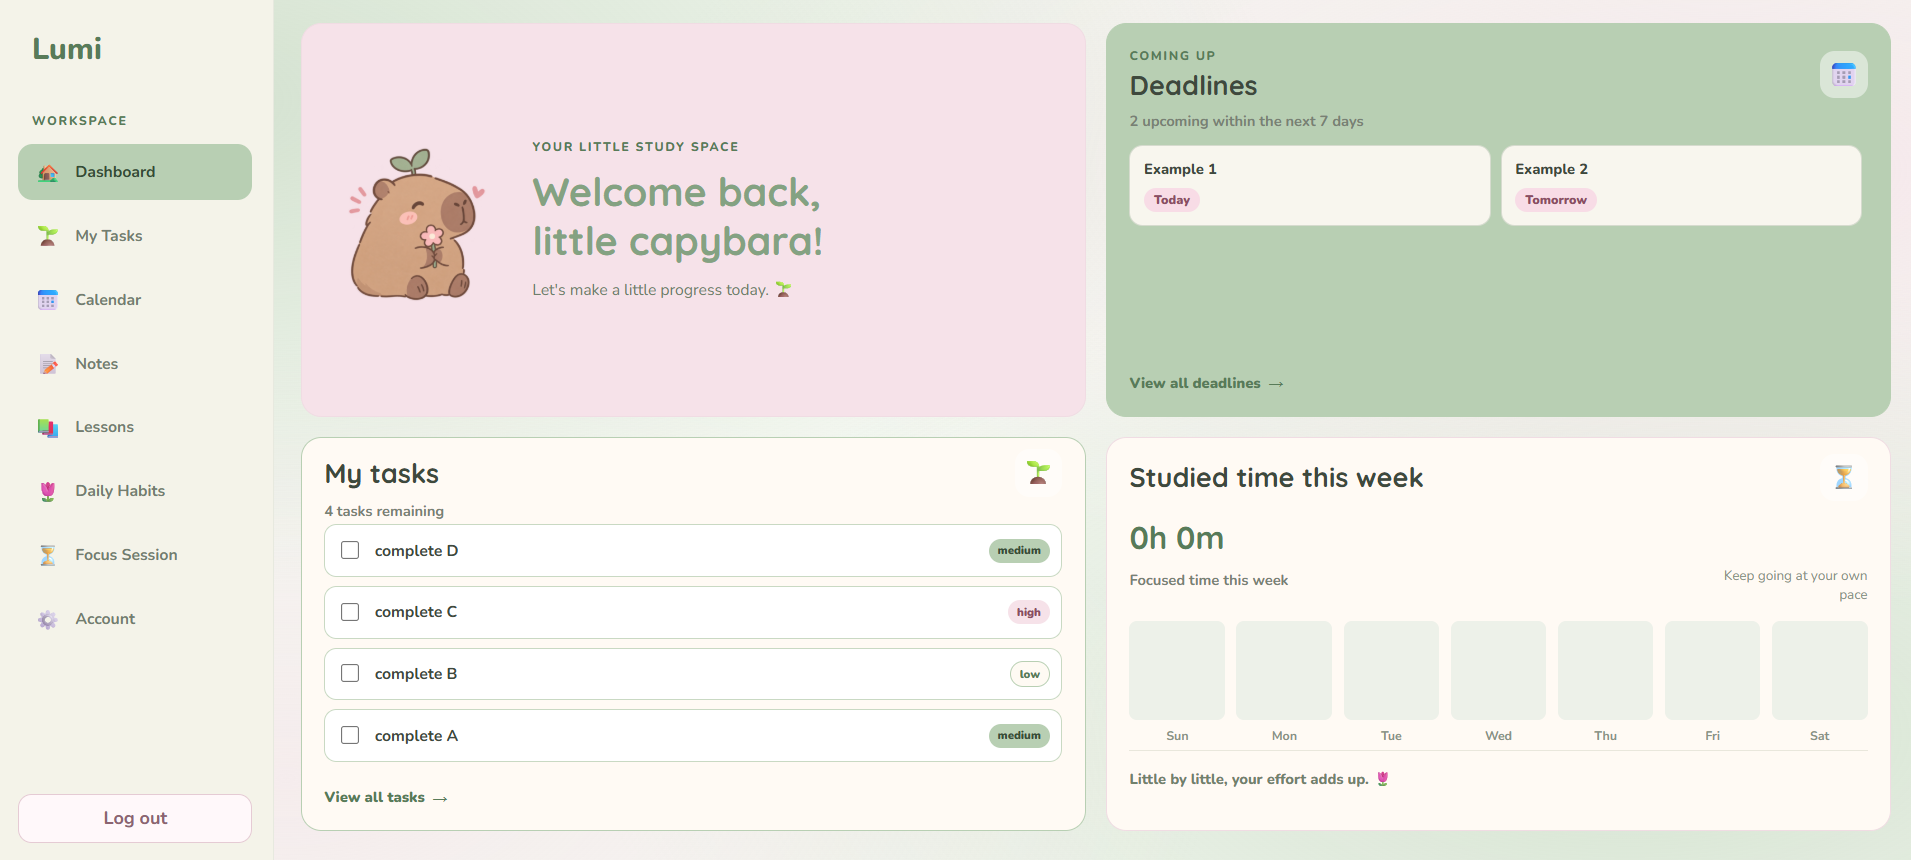 Lumi
WORKSPACE
Dashboard
My Tasks
Calendar
Notes
Lessons
Daily Habits
Focus Session
Account
Log out
YOUR LITTLE STUDY SPACE
Welcome back,
little capybara!
Let's make a little progress today. 🌱
COMING UP
Deadlines
2 upcoming within the next 7 days
Example 1
Today
Example 2
Tomorrow
View all deadlines →
My tasks
4 tasks remaining
complete D
medium
complete C
high
complete B
low
complete A
medium
View all tasks →
Studied time this week
0h 0m
Focused time this week
Keep going at your own
pace
Sun Mon Tue Wed Thu Fri Sat
Little by little, your effort adds up. 🌷